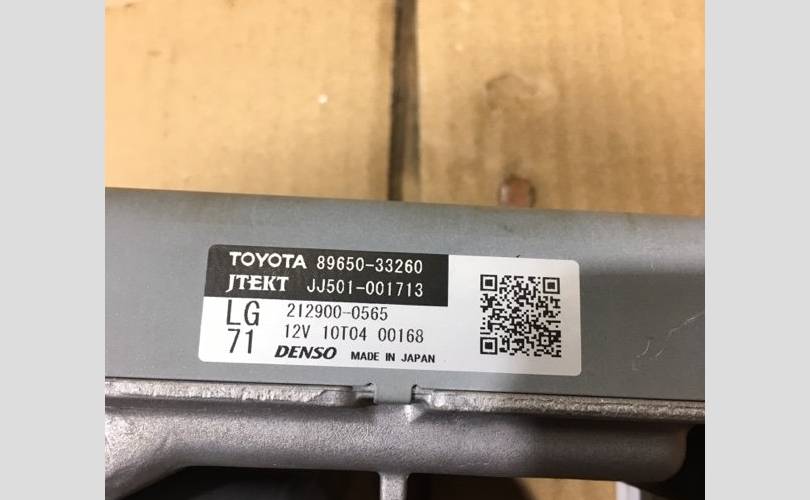 TOYOTA 89650-33260
JTEKT JJ501-001713
LG 212900-0565
71 12V 10T04 00168
DENSO MADE IN JAPAN